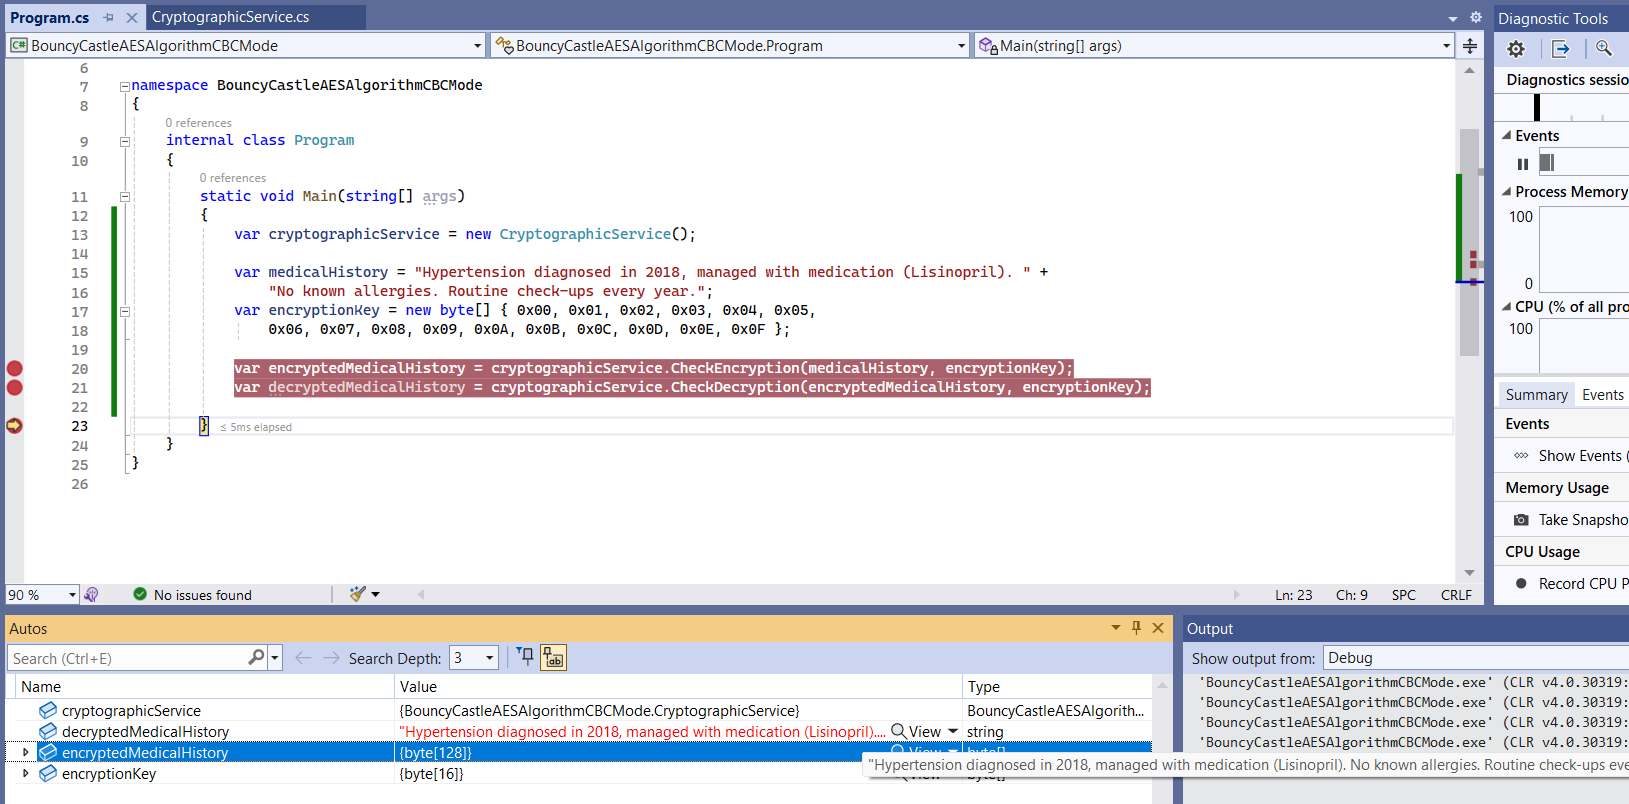 Program.cs
CryptographicService.cs
Diagnostic Tools
C# BouncyCastleAESAlgorithmCBCMode
BouncyCastleAESAlgorithmCBCMode.Program
Main(string[] args)
6
7 namespace BouncyCastleAESAlgorithmCBCMode
8 {
0 references
9 internal class Program
10 {
0 references
11 static void Main(string[] args)
12 {
13 var cryptographicService = new CryptographicService();
14
15 var medicalHistory = "Hypertension diagnosed in 2018, managed with medication (Lisinopril). " +
16 "No known allergies. Routine check-ups every year.";
17 var encryptionKey = new byte[] { 0x00, 0x01, 0x02, 0x03, 0x04, 0x05,
18 0x06, 0x07, 0x08, 0x09, 0x0A, 0x0B, 0x0C, 0x0D, 0x0E, 0x0F };
19
20 var encryptedMedicalHistory = cryptographicService.CheckEncryption(medicalHistory, encryptionKey);
21 var decryptedMedicalHistory = cryptographicService.CheckDecryption(encryptedMedicalHistory, encryptionKey);
22
23 } ≤ 5ms elapsed
24 }
25 }
26
Diagnostics sessio
Events
Process Memory
100
0
CPU (% of all pro
100
Summary Events
Events
Show Events (
Memory Usage
Take Snapsho
CPU Usage
Record CPU P
90 % No issues found Ln: 23 Ch: 9 SPC CRLF
Autos
Search (Ctrl+E) Search Depth: 3
Name Value Type
cryptographicService {BouncyCastleAESAlgorithmCBCMode.CryptographicService} BouncyCastleAESAlgorith...
decryptedMedicalHistory "Hypertension diagnosed in 2018, managed with medication (Lisinopril).... View string
encryptedMedicalHistory {byte[128]} View byte[]
"Hypertension diagnosed in 2018, managed with medication (Lisinopril). No known allergies. Routine check-ups eve
encryptionKey {byte[16]} View byte[]
Output
Show output from: Debug
'BouncyCastleAESAlgorithmCBCMode.exe' (CLR v4.0.30319:
'BouncyCastleAESAlgorithmCBCMode.exe' (CLR v4.0.30319:
'BouncyCastleAESAlgorithmCBCMode.exe' (CLR v4.0.30319:
'BouncyCastleAESAlgorithmCBCMode.exe' (CLR v4.0.30319: